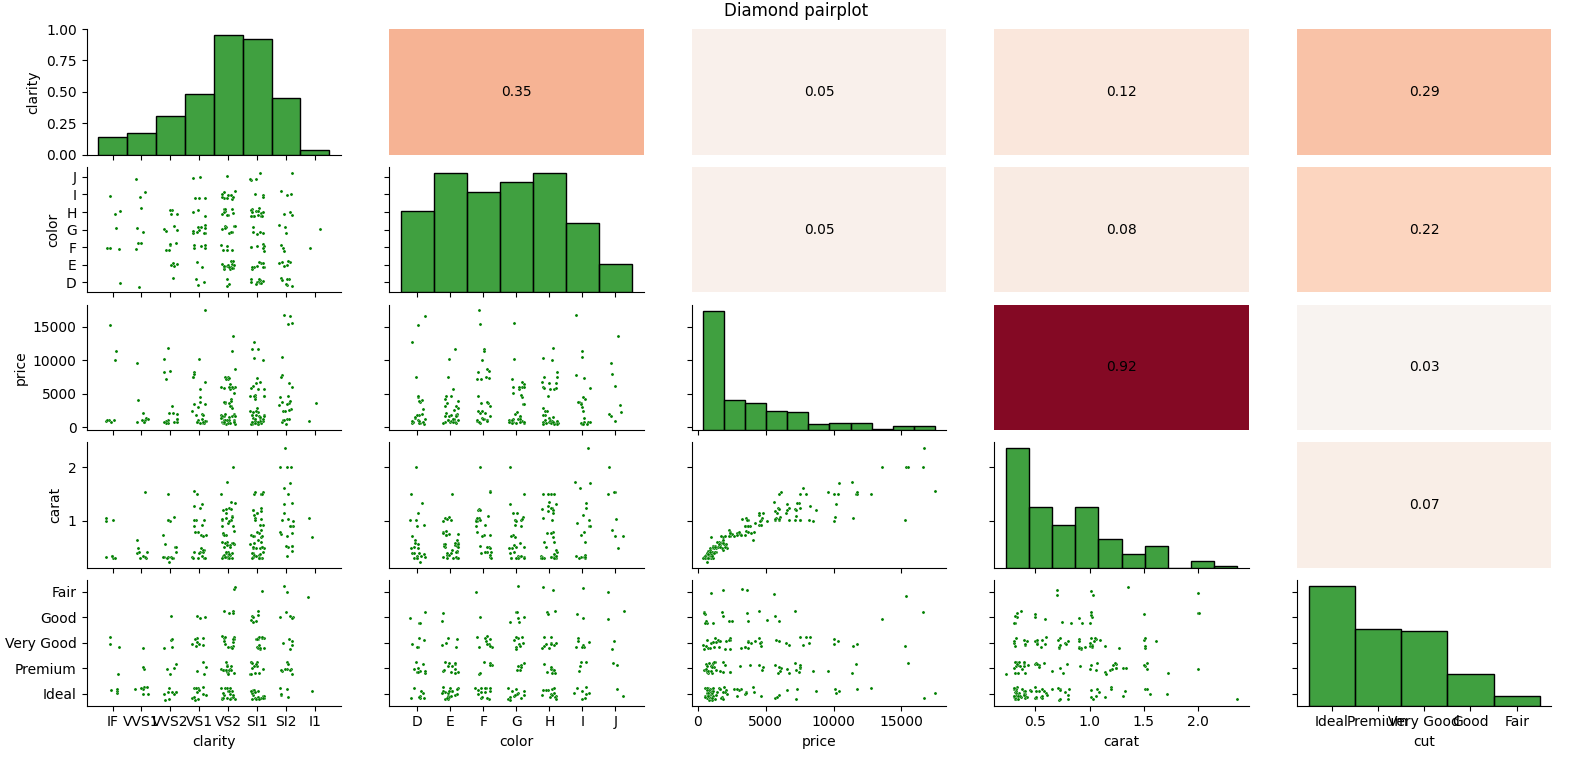 Diamond pairplot
1.00
0.75
0.50
0.25
0.00
clarity
0.35
0.05
0.12
0.29
J
I
H
G
F
E
D
color
0.05
0.08
0.22
15000
10000
5000
0
price
0.92
0.03
2
1
carat
0.07
Fair
Good
Very Good
Premium
Ideal
IF VVS1 VVS2 VS1 VS2 SI1 SI2 I1
D E F G H I J
0 5000 10000 15000
0.5 1.0 1.5 2.0
Ideal Premium Very Good Good Fair
clarity
color
price
carat
cut